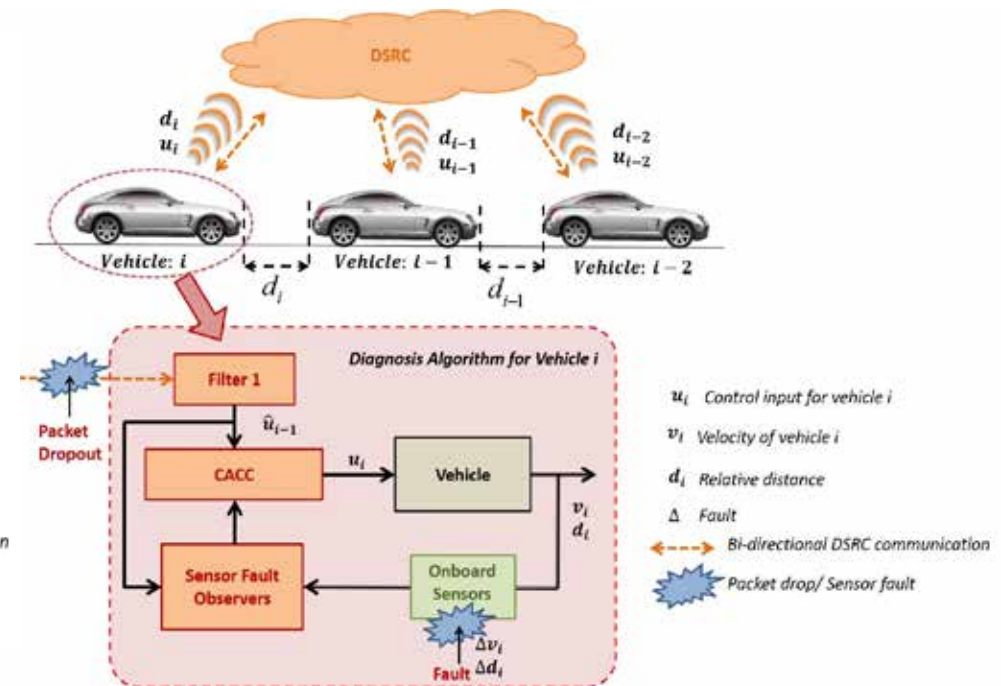 DSRC
d_i
u_i
d_{i-1}
u_{i-1}
d_{i-2}
u_{i-2}
Vehicle: i
Vehicle: i - 1
Vehicle: i - 2
d_i
d_{i-1}
Diagnosis Algorithm for Vehicle i
Filter 1
Packet
Dropout
û_{i-1}
CACC
u_i
Vehicle
v_i
d_i
Sensor Fault
Observers
Onboard
Sensors
Δv_i
Fault Δd_i
u_i Control input for vehicle i
v_i Velocity of vehicle i
d_i Relative distance
Δ Fault
Bi-directional DSRC communication
Packet drop/ Sensor fault
n